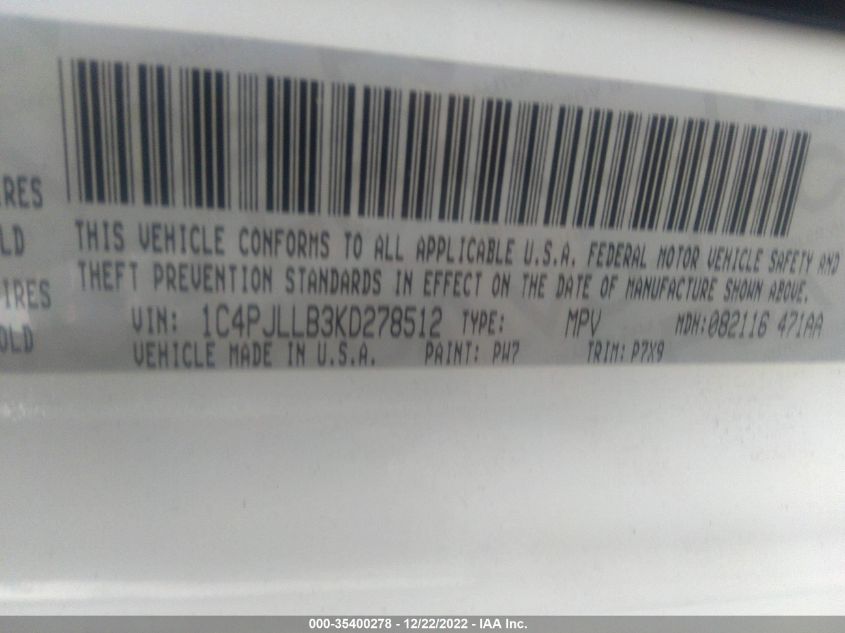 IRES
OLD
THIS VEHICLE CONFORMS TO ALL APPLICABLE U.S.A. FEDERAL MOTOR VEHICLE SAFETY AND
THEFT PREVENTION STANDARDS IN EFFECT ON THE DATE OF MANUFACTURE SHOWN ABOVE.
IRES
OLD
VIN: 1C4PJLLB3KD278512 TYPE: MPV MDH:082116 471AA
VEHICLE MADE IN U.S.A. PAINT: PW7 TRIM: P7X9
000-35400278 - 12/22/2022 - IAA Inc.